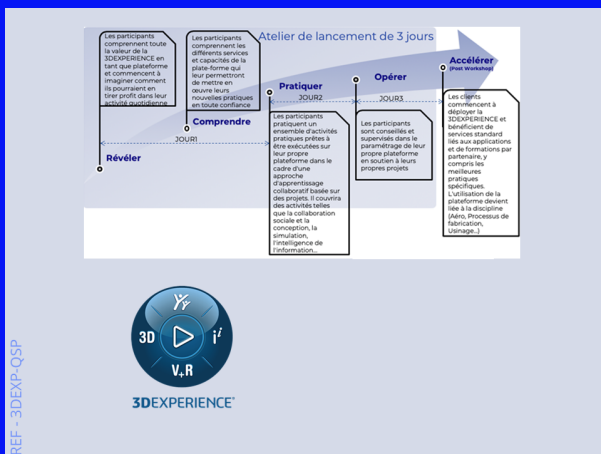 Atelier de lancement de 3 jours
Les participants
comprennent toute
la valeur de la
3DEXPERIENCE en
tant que plateforme
et commencent à
imaginer comment
ils pourraient en
tirer profit dans leur
activité quotidienne
Les participants
comprennent les
différents services
et capacités de la
plate-forme qui
leur permettront
de mettre en
œuvre leurs
nouvelles pratiques
en toute confiance
Révéler
Comprendre
JOUR1
Pratiquer
JOUR2
Les participants
pratiquent un
ensemble d'activités
pratiques prêtes à
être exécutées sur
leur propre
plateforme dans le
cadre d'une
approche
d'apprentissage
collaboratif basée sur
des projets. Il couvrira
des activités telles
que la collaboration
sociale et la
conception, la
simulation,
l'intelligence de
l'information...
Opérer
JOUR3
Les participants
sont conseillés et
supervisés dans le
paramétrage de leur
propre plateforme
en soutien à leurs
propres projets
Accélérer
(Post Workshop)
Les clients
commencent à
déployer la
3DEXPERIENCE et
bénéficient de
services standard
liés aux applications
et de formations par
partenaire, y
compris les
meilleures
pratiques
spécifiques.
L'utilisation de la
plateforme devient
liée à la discipline
(Aéro, Processus de
fabrication,
Usinage...)
3D
i
V+R
3DEXPERIENCE
REF - 3DEXP-QSP